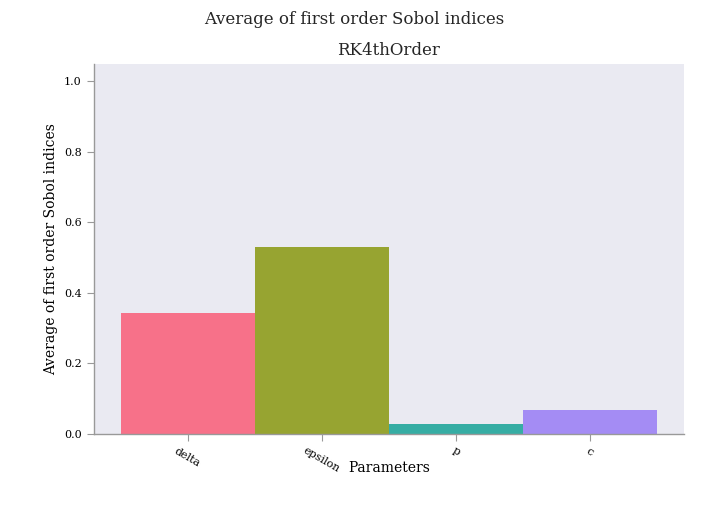 Average of first order Sobol indices
RK4thOrder
Average of first order Sobol indices
1.0
0.8
0.6
0.4
0.2
0.0
delta
epsilon
p
c
Parameters